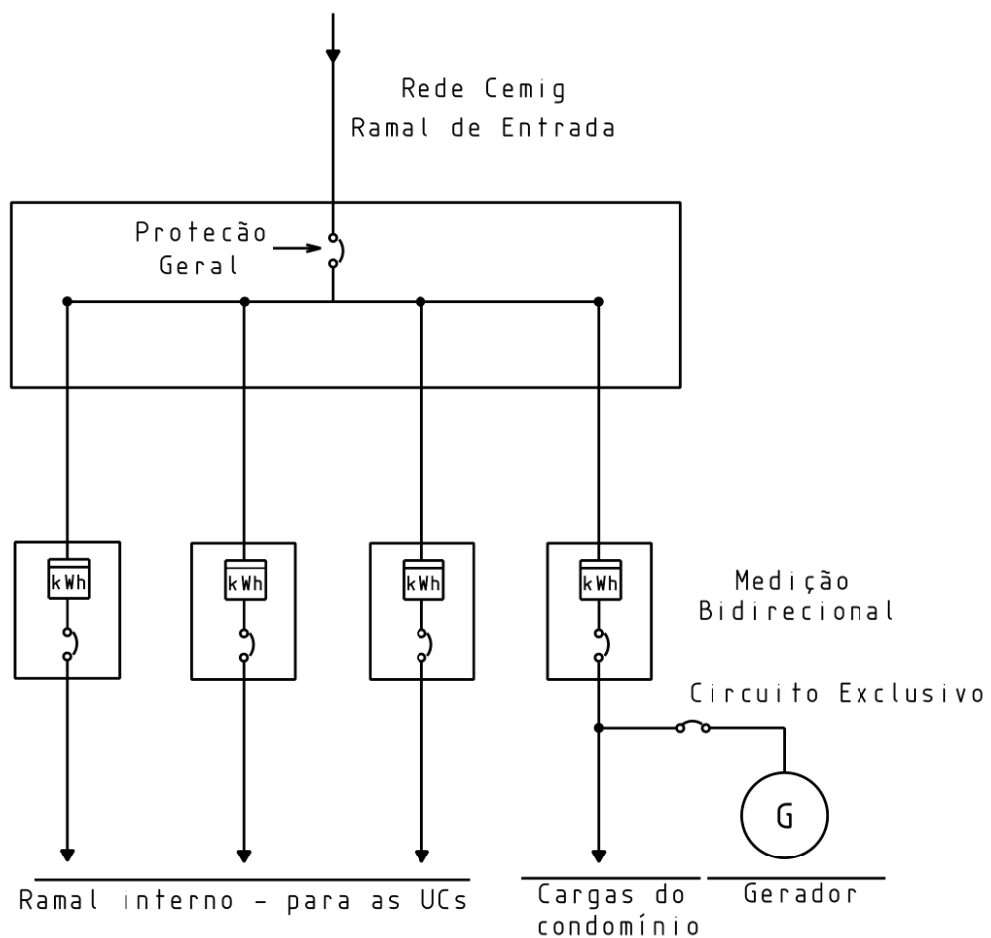 Rede Cemig
Ramal de Entrada
Protecão
Geral
kWh
kWh
kWh
kWh
Medição
Bidirecional
Circuito Exclusivo
G
Ramal interno - para as UCs
Cargas do
condomínio
Gerador